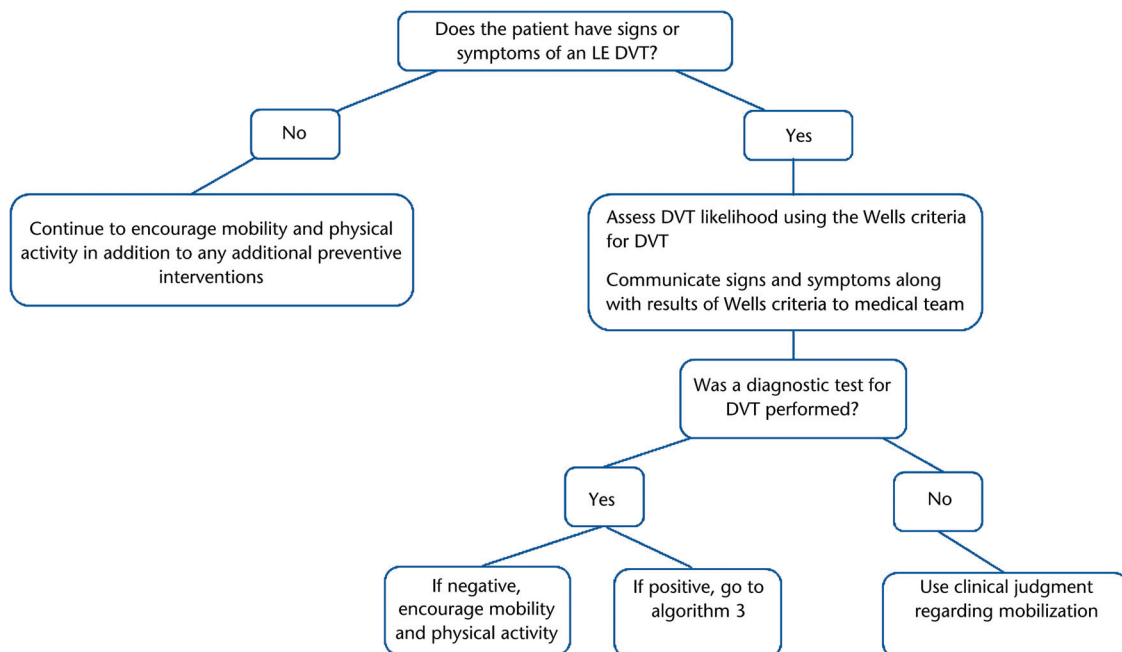 Does the patient have signs or
symptoms of an LE DVT?
No
Yes
Continue to encourage mobility and physical
activity in addition to any additional preventive
interventions
Assess DVT likelihood using the Wells criteria
for DVT
Communicate signs and symptoms along
with results of Wells criteria to medical team
Was a diagnostic test for
DVT performed?
Yes
No
If negative,
encourage mobility
and physical activity
If positive, go to
algorithm 3
Use clinical judgment
regarding mobilization